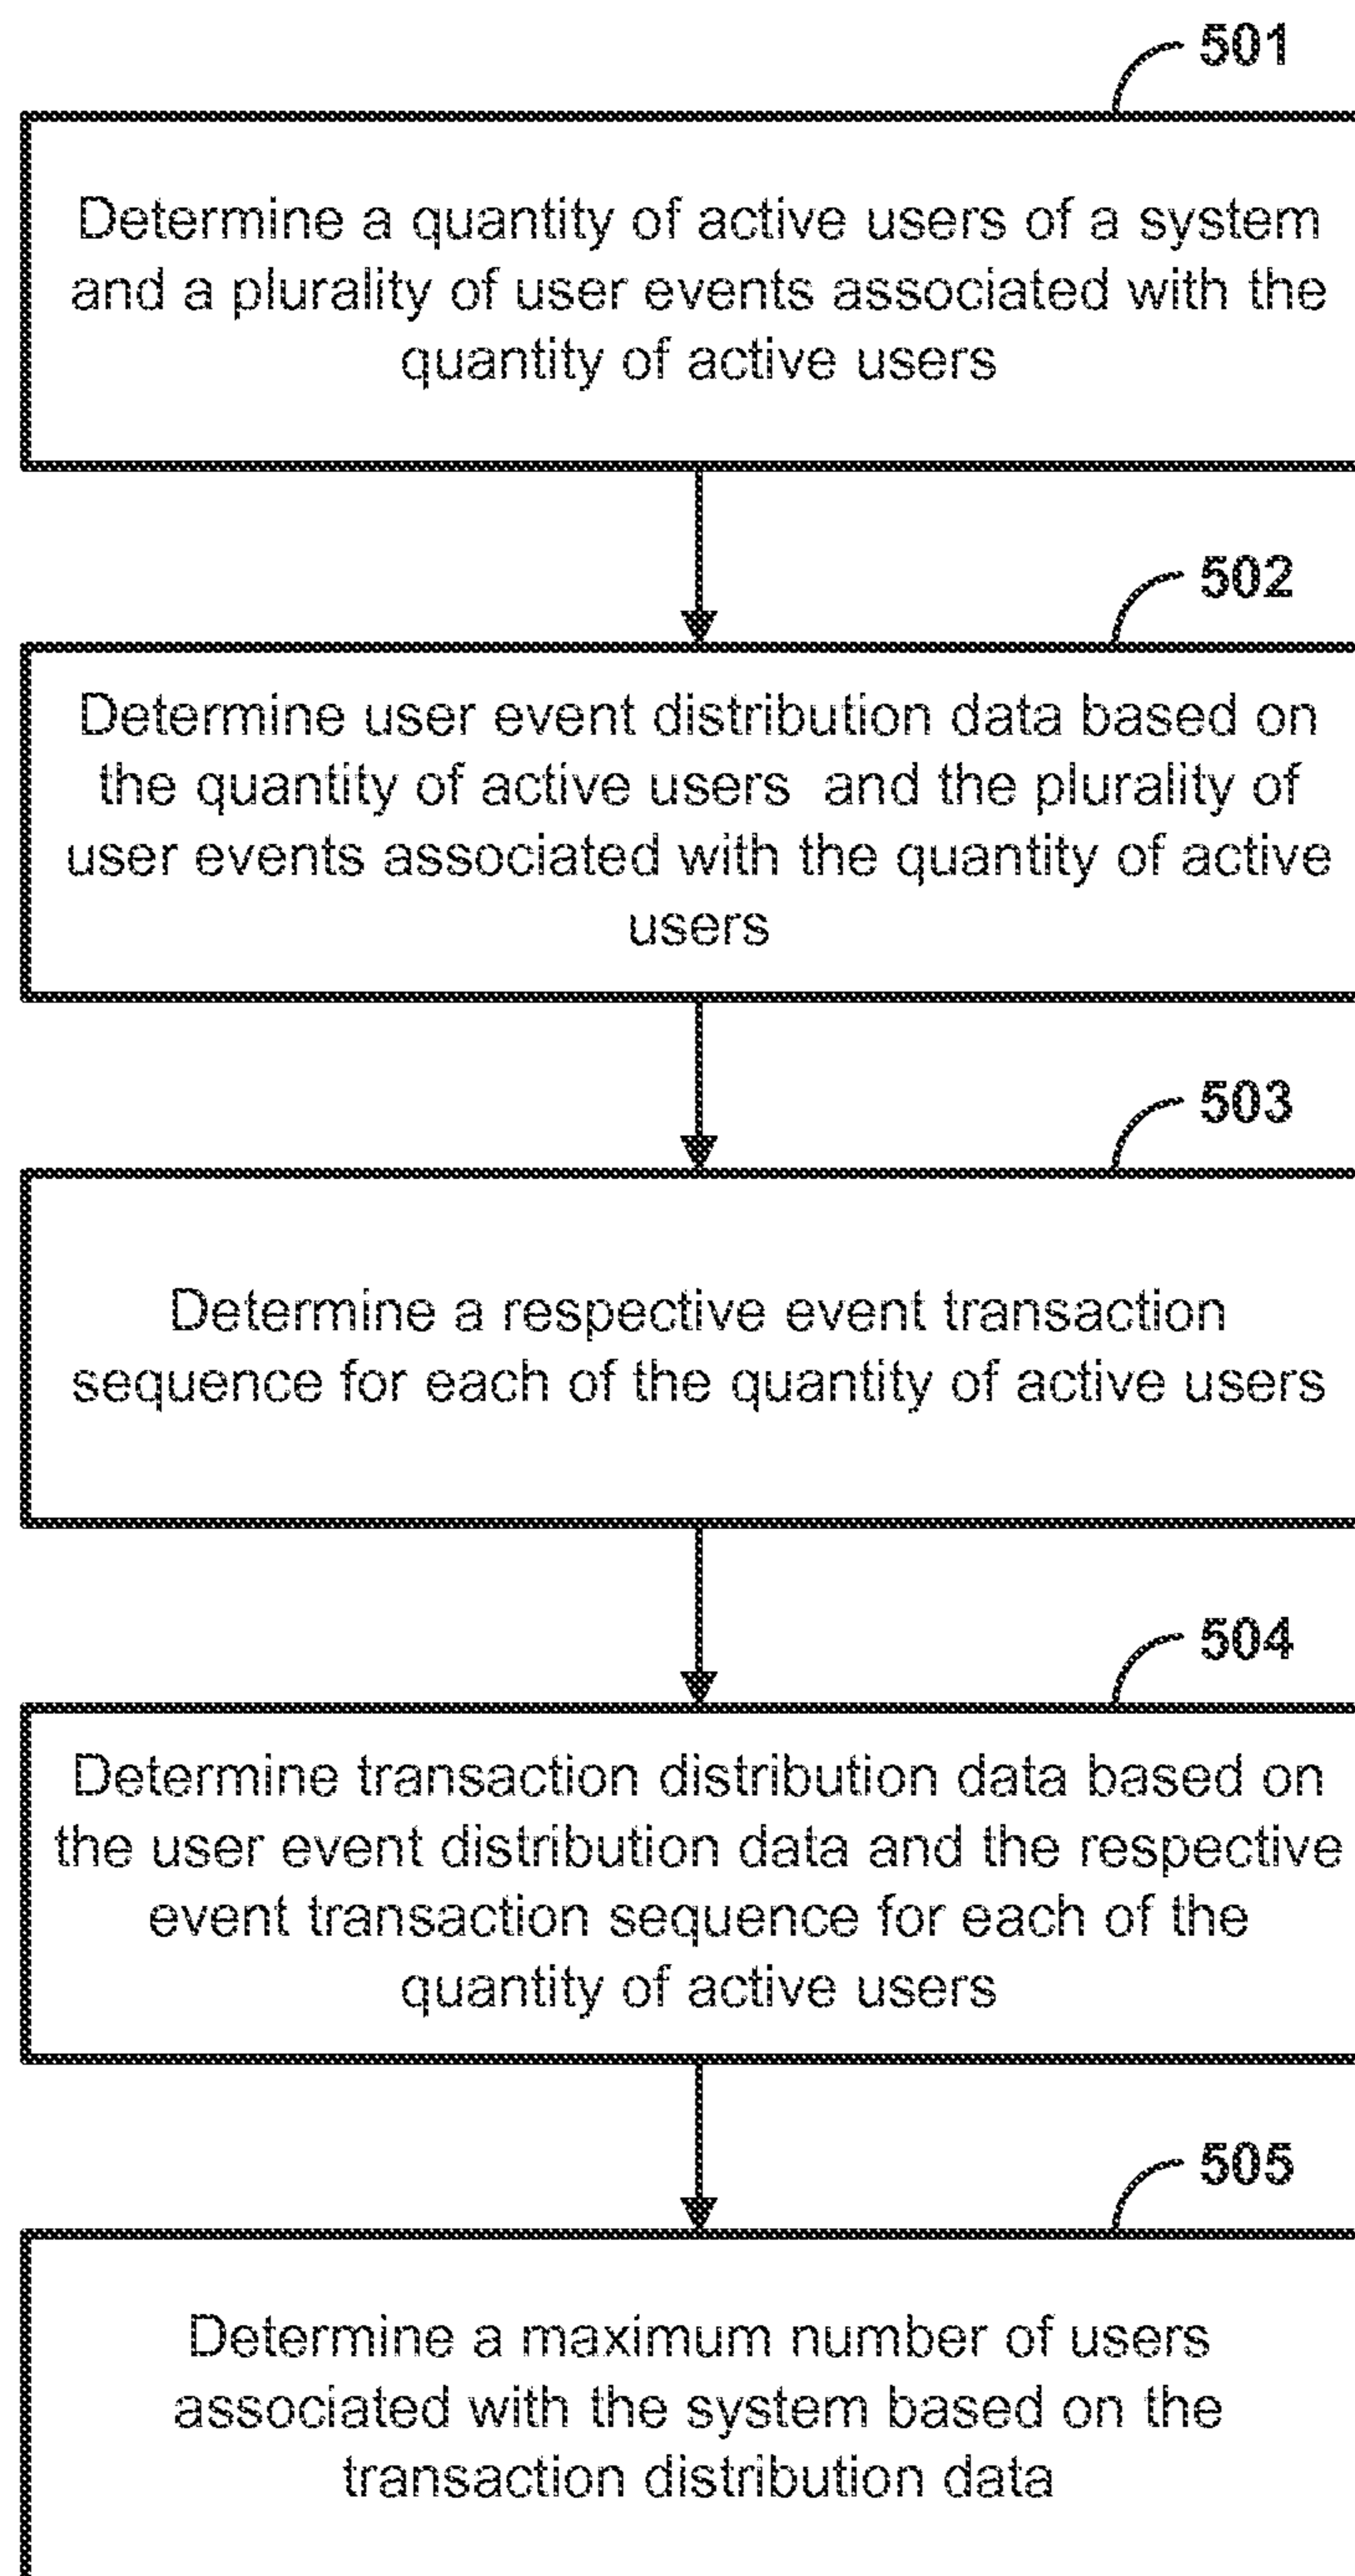 501
Determine a quantity of active users of a system
and a plurality of user events associated with the
quantity of active users
502
Determine user event distribution data based on
the quantity of active users and the plurality of
user events associated with the quantity of active
users
503
Determine a respective event transaction
sequence for each of the quantity of active users
504
Determine transaction distribution data based on
the user event distribution data and the respective
event transaction sequence for each of the
quantity of active users
505
Determine a maximum number of users
associated with the system based on the
transaction distribution data